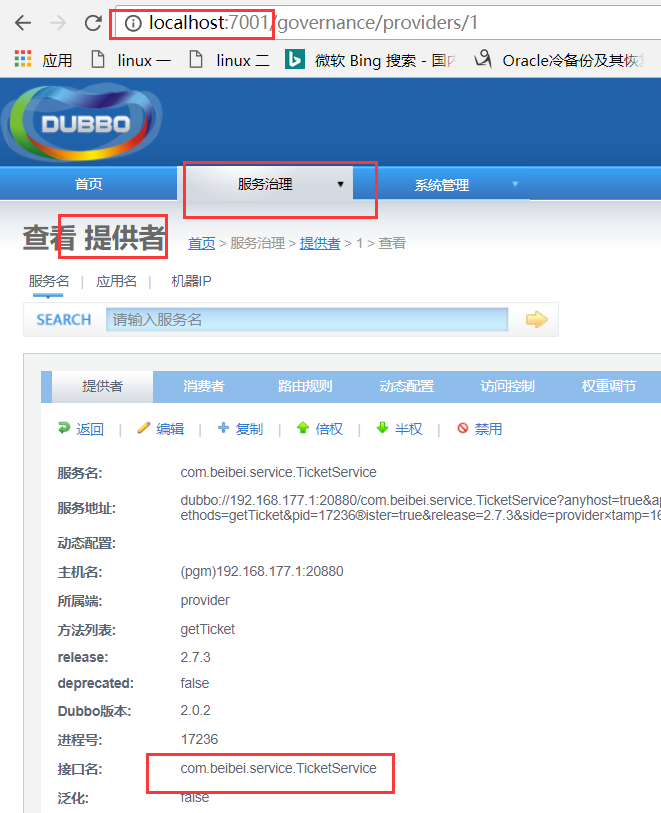 localhost:7001/governance/providers/1
应用 linux 一 linux 二 微软 Bing 搜索 - 国内 Oracle冷备份及其恢
DUBBO
首页 服务治理 系统管理
查看 提供者 首页 > 服务治理 > 提供者 > 1 > 查看
服务名 | 应用名 | 机器IP
SEARCH 请输入服务名
提供者 消费者 路由规则 动态配置 访问控制 权重调节
返回 | 编辑 | 复制 | 倍权 | 半权 | 禁用
服务名: com.beibei.service.TicketService
服务地址: dubbo://192.168.177.1:20880/com.beibei.service.TicketService?anyhost=true&ap
ethods=getTicket&pid=17236®ister=true&release=2.7.3&side=provider×tamp=16
动态配置:
主机名: (pgm)192.168.177.1:20880
所属端: provider
方法列表: getTicket
release: 2.7.3
deprecated: false
Dubbo版本: 2.0.2
进程号: 17236
接口名: com.beibei.service.TicketService
泛化: false